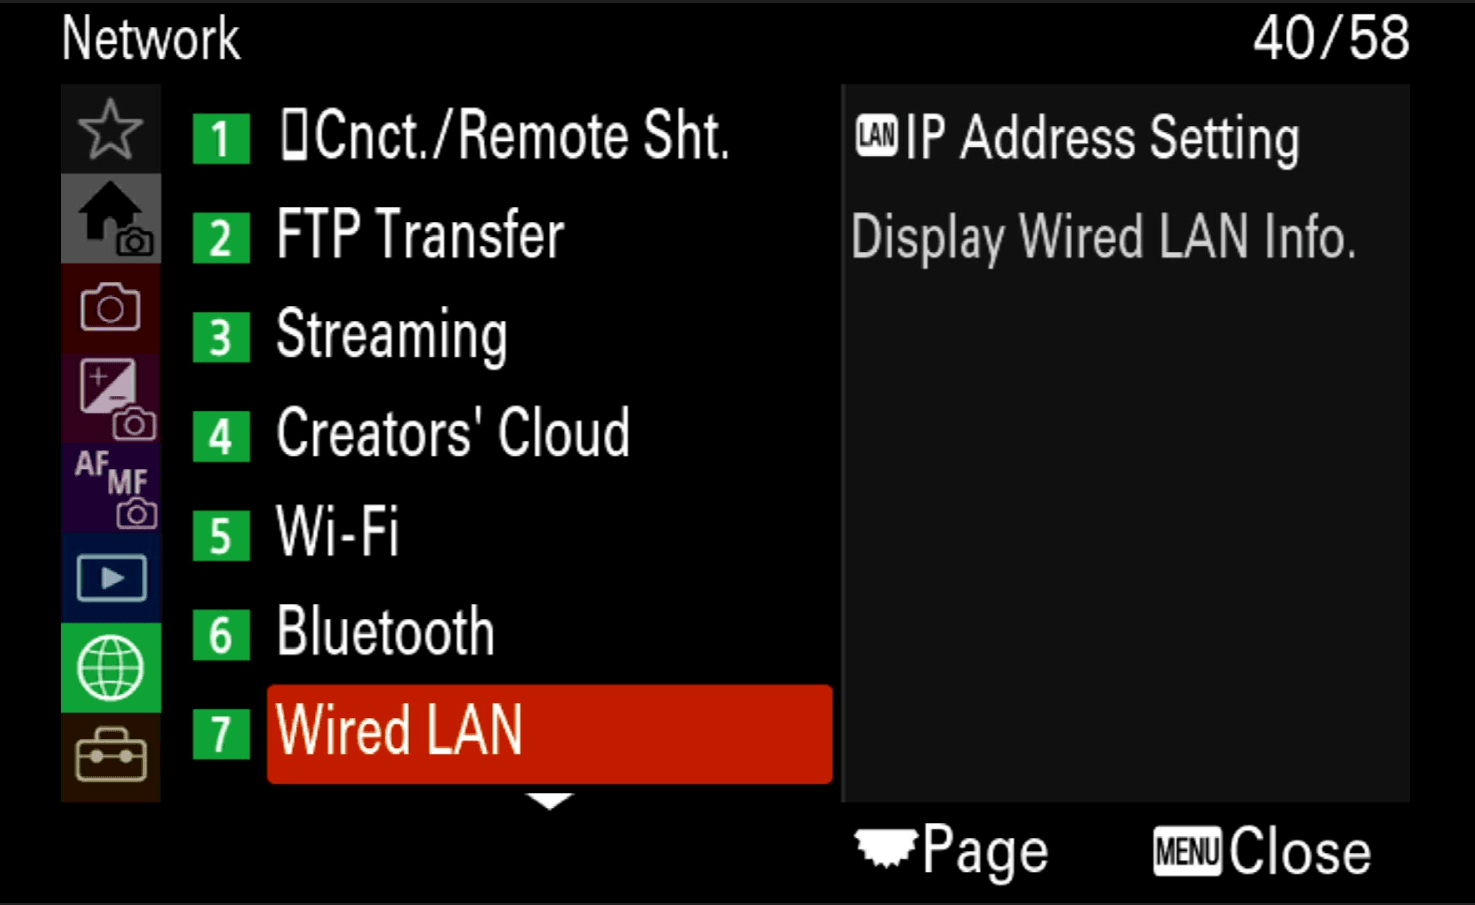 Network
40/58
1 Cnct./Remote Sht.
2 FTP Transfer
3 Streaming
4 Creators' Cloud
5 Wi-Fi
6 Bluetooth
7 Wired LAN
AF MF
LAN IP Address Setting
Display Wired LAN Info.
Page
MENU Close